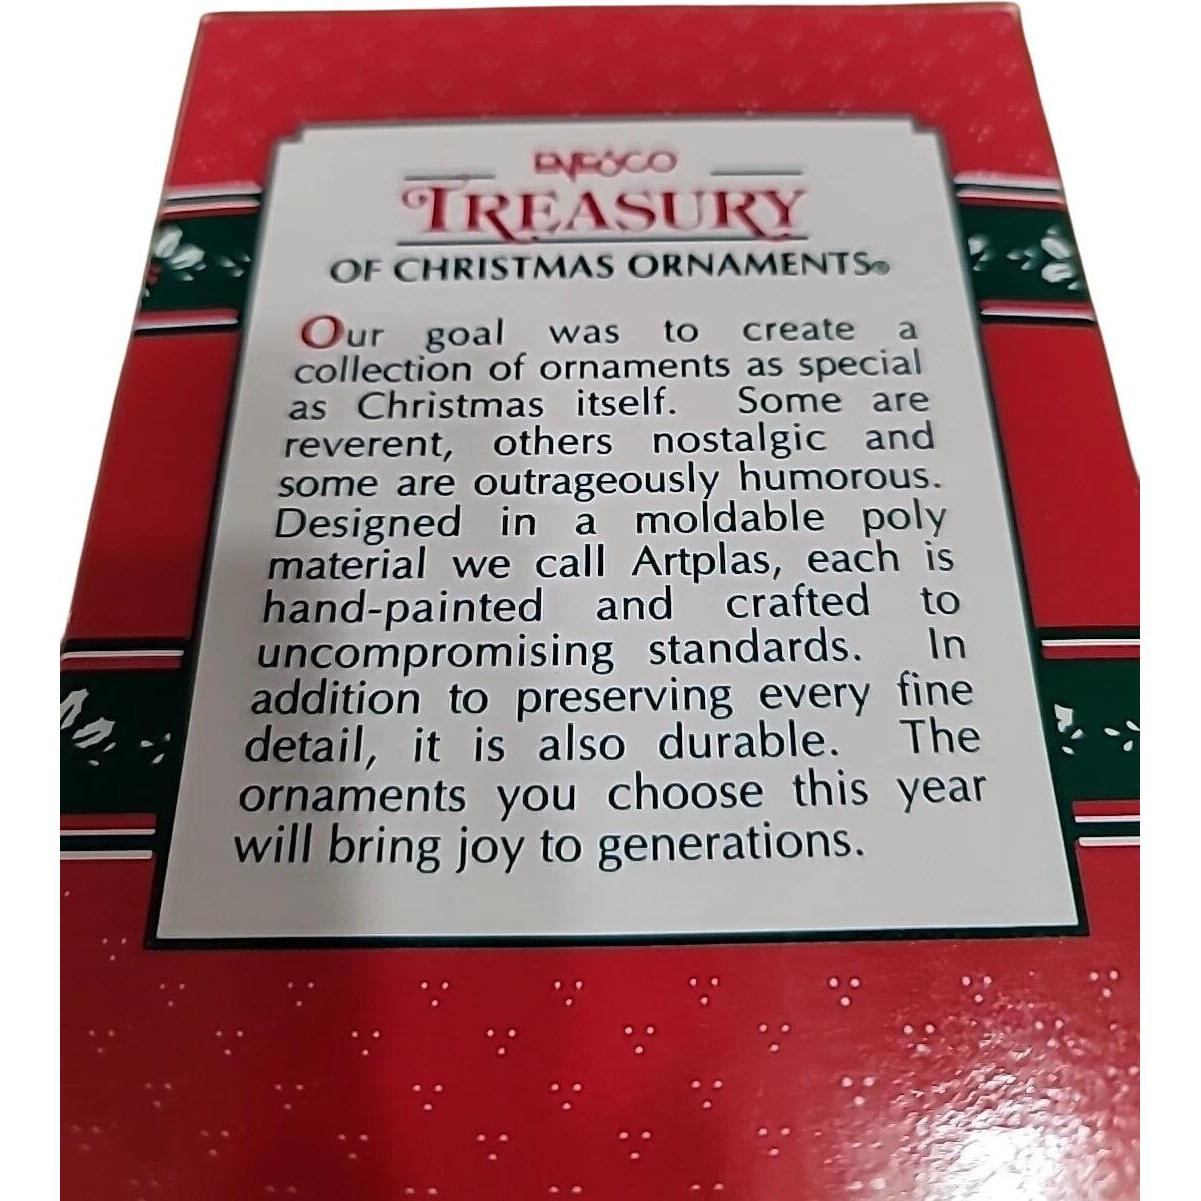 ENESCO
TREASURY
OF CHRISTMAS ORNAMENTS®
Our goal was to create a
collection of ornaments as special
as Christmas itself. Some are
reverent, others nostalgic and
some are outrageously humorous.
Designed in a moldable poly
material we call Artplas, each is
hand-painted and crafted to
uncompromising standards. In
addition to preserving every fine
detail, it is also durable. The
ornaments you choose this year
will bring joy to generations.